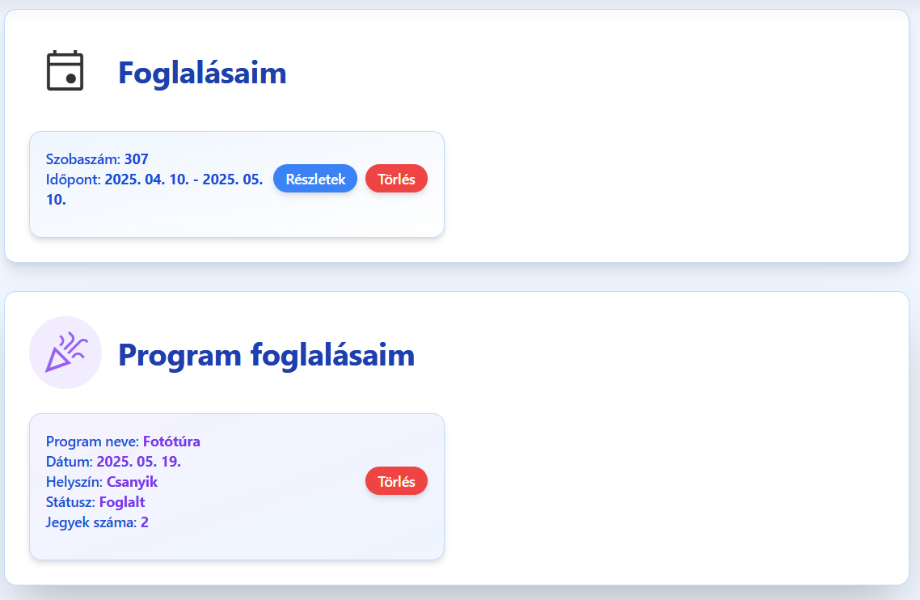 Foglalásaim
Szobaszám: 307
Időpont: 2025. 04. 10. - 2025. 05.
10.
Részletek
Törlés
Program foglalásaim
Program neve: Fotótúra
Dátum: 2025. 05. 19.
Helyszín: Csanyik
Státusz: Foglalt
Jegyek száma: 2
Törlés